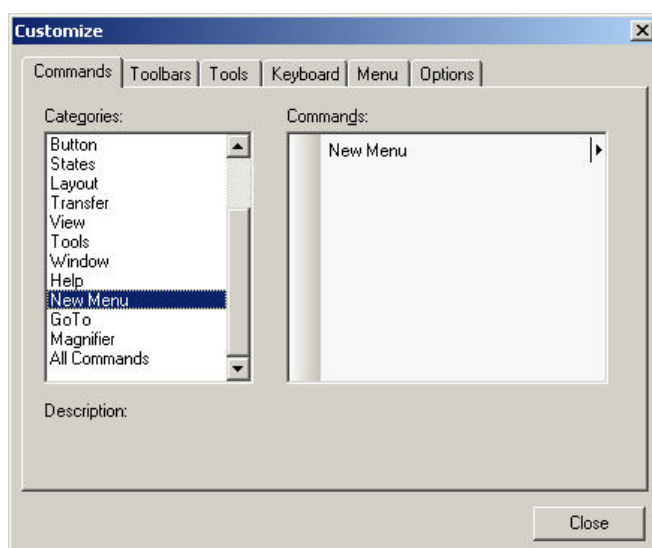 Customize
Commands Toolbars Tools Keyboard Menu Options
Categories:
Button
States
Layout
Transfer
View
Tools
Window
Help
New Menu
GoTo
Magnifier
All Commands
Commands:
New Menu
Description:
Close